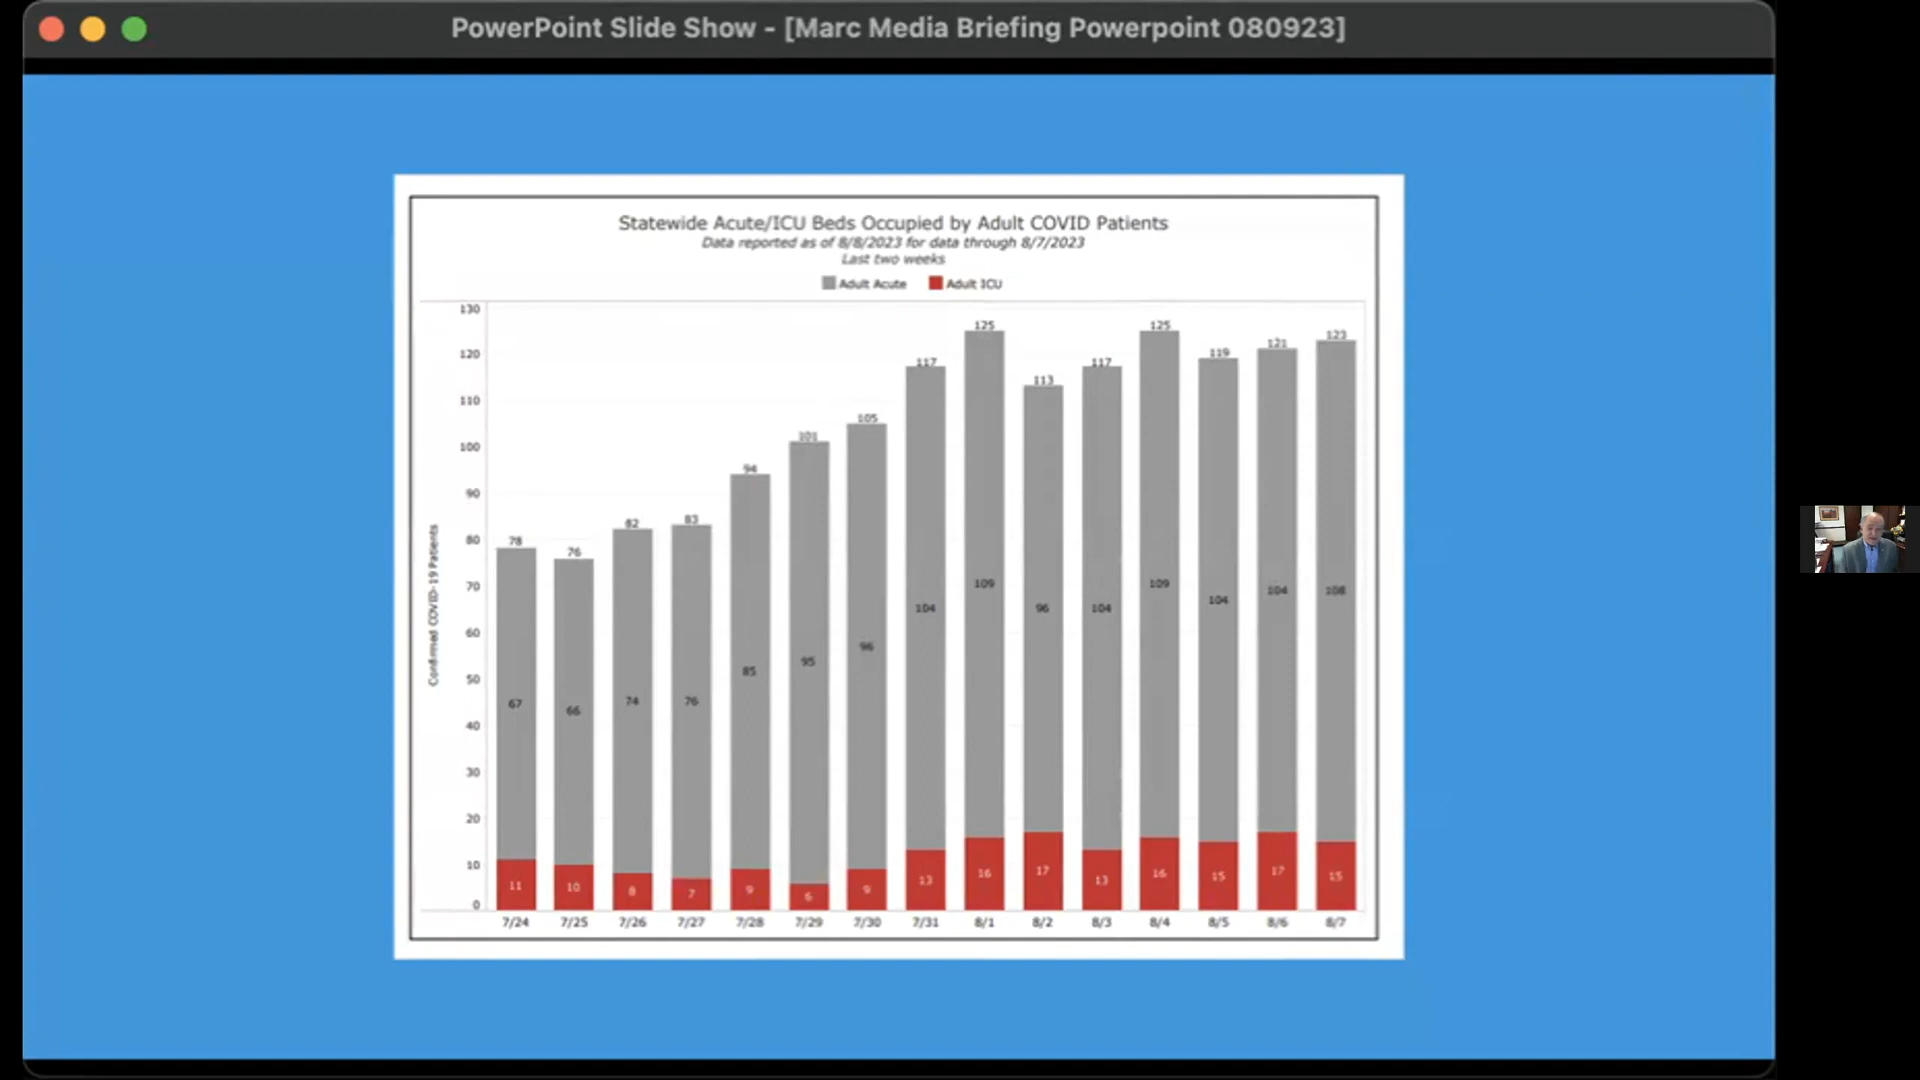 PowerPoint Slide Show - [Marc Media Briefing Powerpoint 080923]
Statewide Acute/ICU Beds Occupied by Adult COVID Patients
Data reported as of 8/8/2023 for data through 8/7/2023
Last two weeks
Adult Acute Adult ICU
Confirmed COVID-19 Patients
130
120
110
100
90
80
70
60
50
40
30
20
10
0
78 76 82 83 94 101 105 117 125 113 117 125 119 121 123
67 66 74 76 85 95 96 104 109 96 104 109 104 104 108
11 10 8 7 9 6 9 13 16 17 13 16 15 17 15
7/24 7/25 7/26 7/27 7/28 7/29 7/30 7/31 8/1 8/2 8/3 8/4 8/5 8/6 8/7